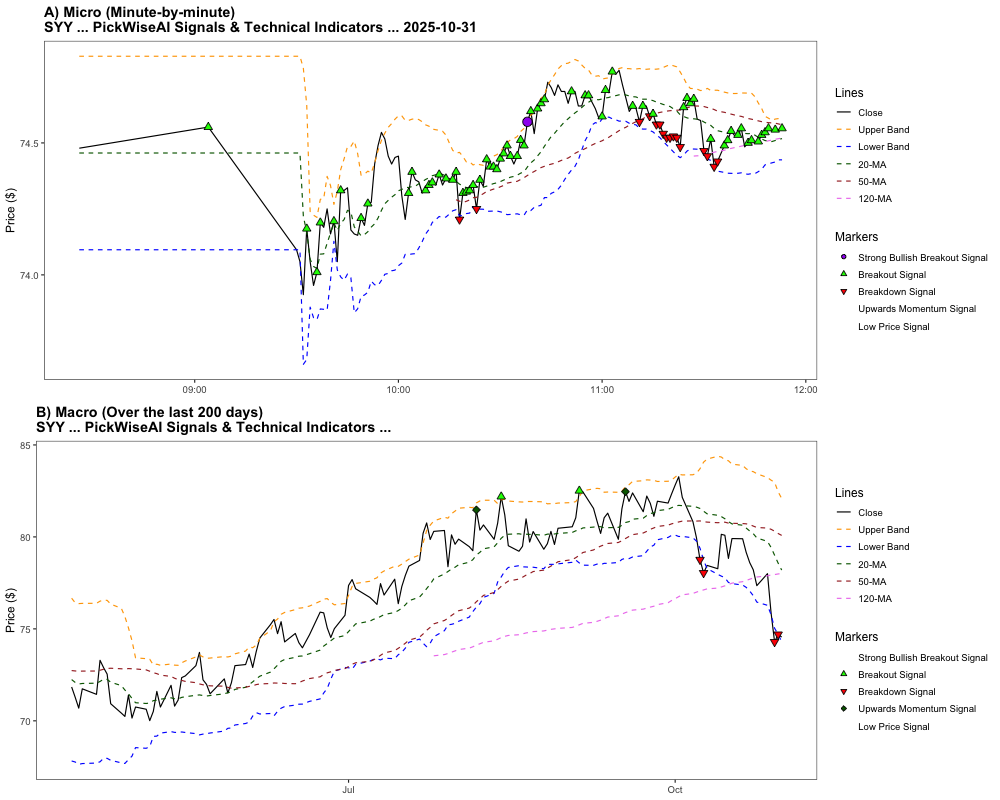 A) Micro (Minute-by-minute)
SYY ... PickWiseAI Signals & Technical Indicators ... 2025-10-31
Price ($)
74.5
74.0
09:00
10:00
11:00
12:00
Lines
Close
Upper Band
Lower Band
20-MA
50-MA
120-MA
Markers
Strong Bullish Breakout Signal
Breakout Signal
Breakdown Signal
Upwards Momentum Signal
Low Price Signal
B) Macro (Over the last 200 days)
SYY ... PickWiseAI Signals & Technical Indicators ...
Price ($)
85
80
75
70
Jul
Oct
Lines
Close
Upper Band
Lower Band
20-MA
50-MA
120-MA
Markers
Strong Bullish Breakout Signal
Breakout Signal
Breakdown Signal
Upwards Momentum Signal
Low Price Signal